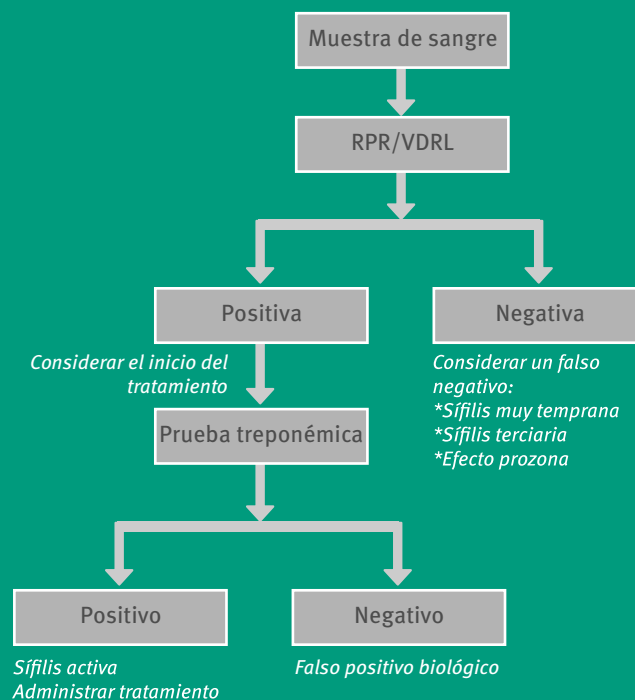 Muestra de sangre
RPR/VDRL
Positiva
Negativa
Considerar el inicio del
tratamiento
Considerar un falso
negativo:
*Sífilis muy temprana
*Sífilis terciaria
*Efecto prozona
Prueba treponémica
Positivo
Negativo
Sífilis activa
Administrar tratamiento
Falso positivo biológico